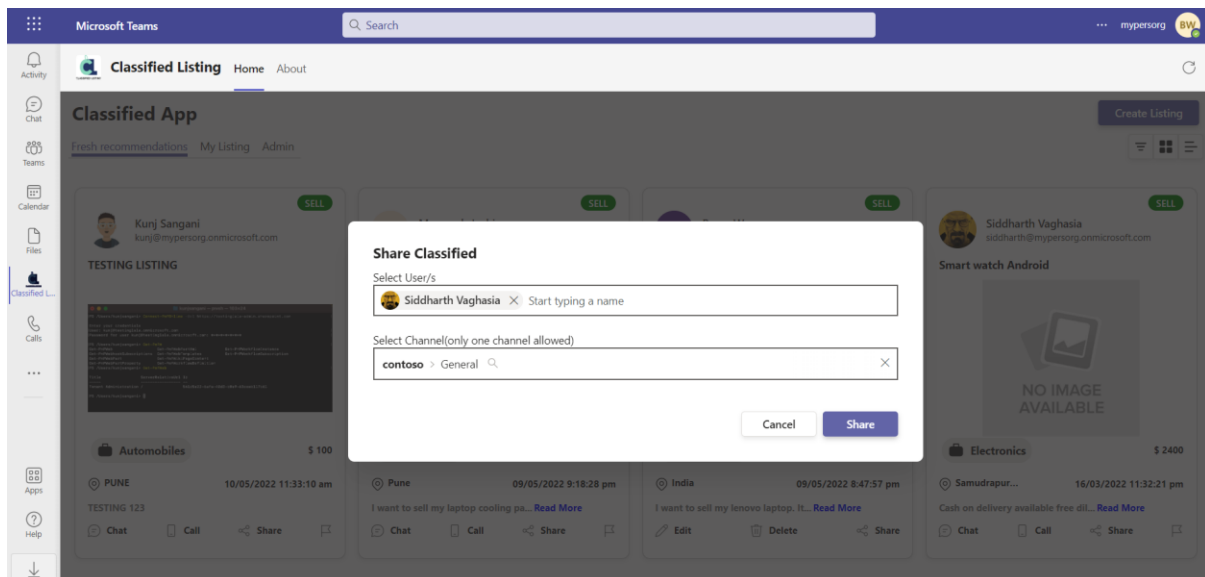 Microsoft Teams
Search
mypersorg
BW
Activity
Classified Listing Home About
Chat
Classified App
Create Listing
Teams
Fresh recommendations My Listing Admin
Calendar
SELL
SELL
SELL
SELL
Kunj Sangani
kunj@mypersorg.onmicrosoft.com
Siddharth Vaghasia
siddharth@mypersorg.onmicrosoft.com
Files
TESTING LISTING
Smart watch Android
Share Classified
Select User/s
Siddharth Vaghasia Start typing a name
Select Channel(only one channel allowed)
contoso > General
Cancel Share
Classified L...
Calls
NO IMAGE
AVAILABLE
Automobiles $ 100
Electronics $ 2400
Apps
PUNE 10/05/2022 11:33:10 am
Pune 09/05/2022 9:18:28 pm
India 09/05/2022 8:47:57 pm
Samudrapur... 16/03/2022 11:32:21 pm
TESTING 123
I want to sell my laptop cooling pa... Read More
I want to sell my lenovo laptop. It... Read More
Cash on delivery available free dil... Read More
Help
Chat Call Share
Chat Call Share
Edit Delete Share
Chat Call Share